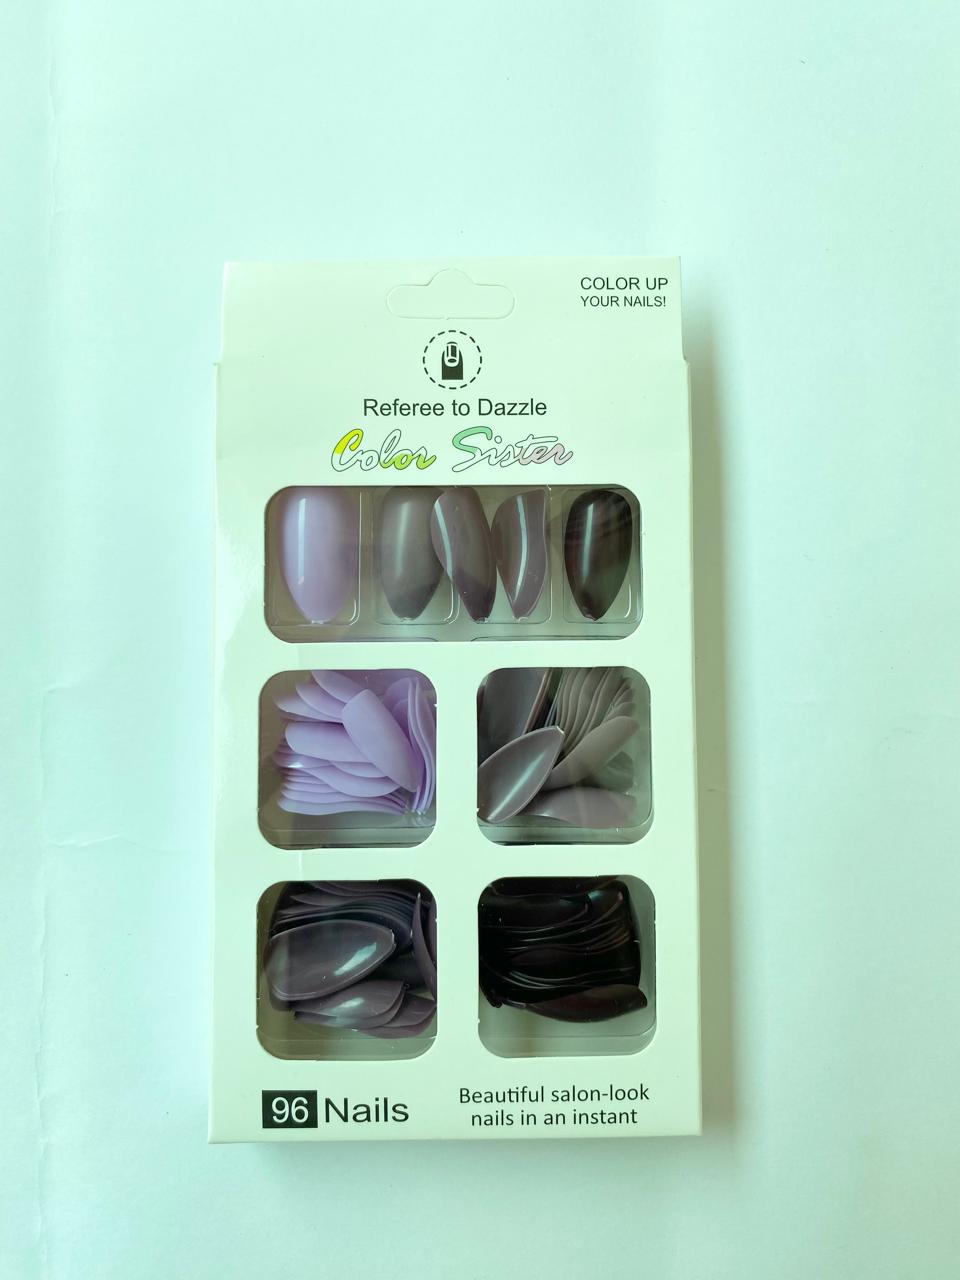 COLOR UP
YOUR NAILS!
Referee to Dazzle
Color Sister
96 Nails
Beautiful salon-look
nails in an instant